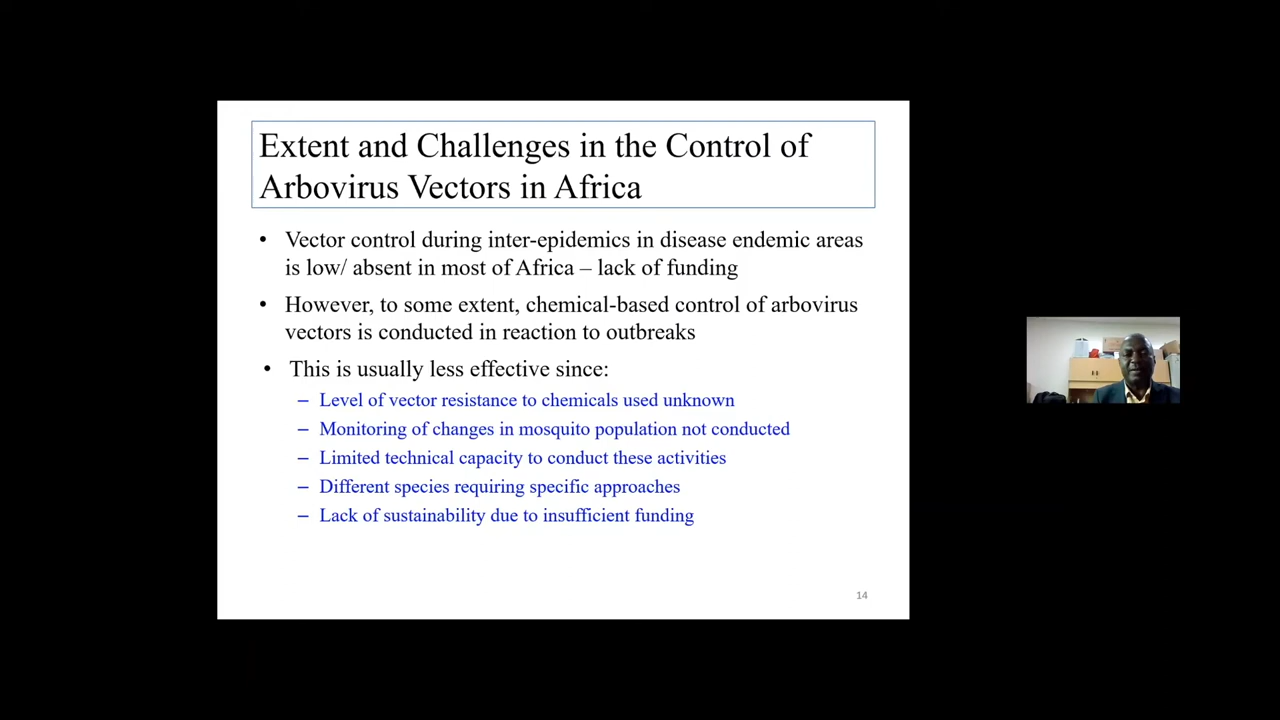 Extent and Challenges in the Control of
Arbovirus Vectors in Africa
• Vector control during inter-epidemics in disease endemic areas
is low/ absent in most of Africa – lack of funding
• However, to some extent, chemical-based control of arbovirus
vectors is conducted in reaction to outbreaks
• This is usually less effective since:
– Level of vector resistance to chemicals used unknown
– Monitoring of changes in mosquito population not conducted
– Limited technical capacity to conduct these activities
– Different species requiring specific approaches
– Lack of sustainability due to insufficient funding
14